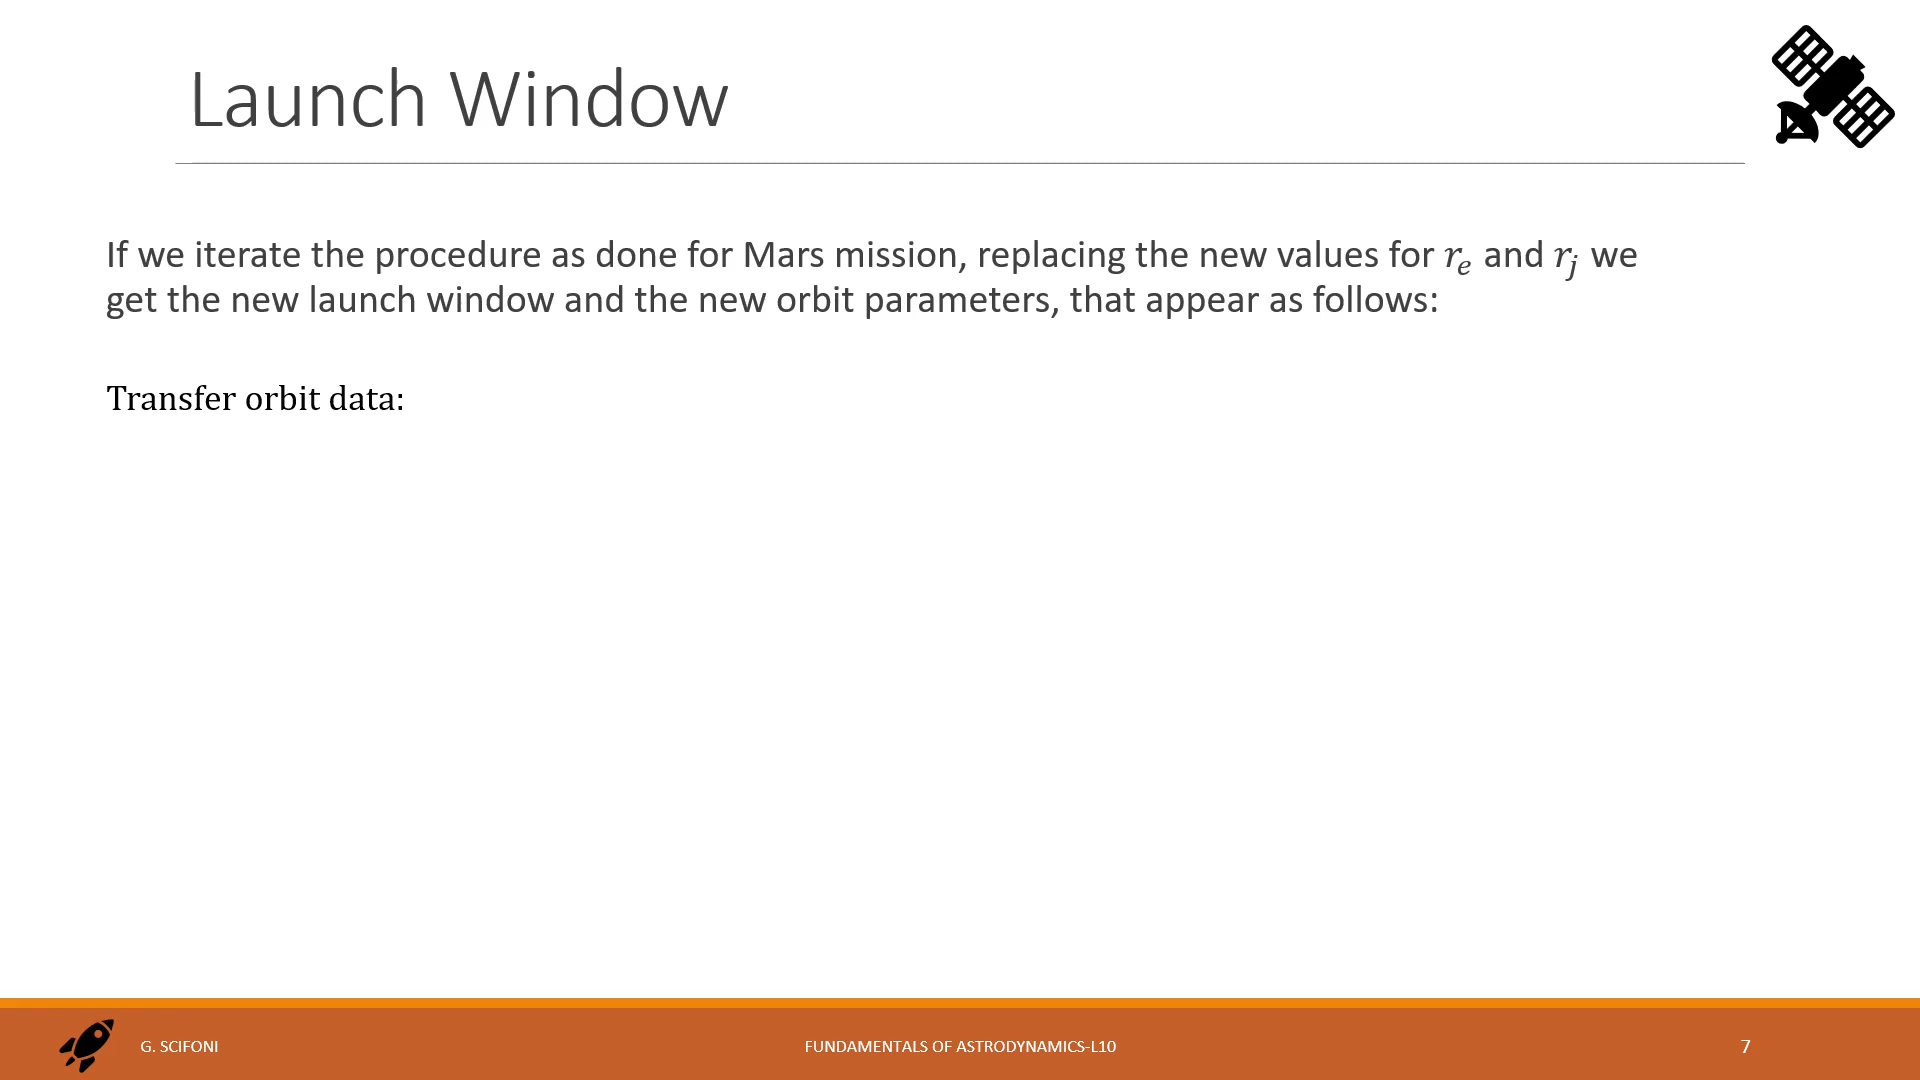 Launch Window
If we iterate the procedure as done for Mars mission, replacing the new values for rₑ and rⱼ we
get the new launch window and the new orbit parameters, that appear as follows:
Transfer orbit data:
G. SCIFONI
FUNDAMENTALS OF ASTRODYNAMICS-L10
7